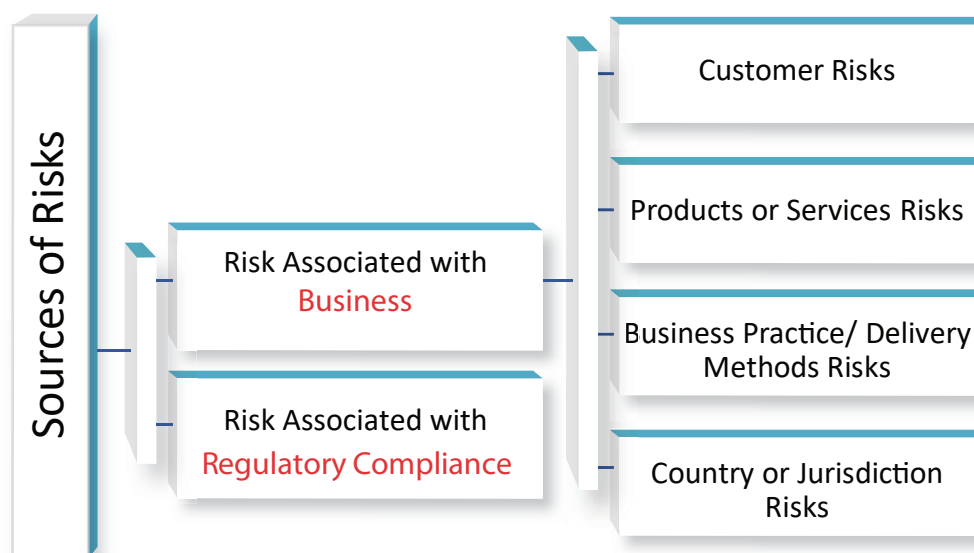 Sources of Risks
Risk Associated with
Business
Risk Associated with
Regulatory Compliance
Customer Risks
Products or Services Risks
Business Practice/ Delivery
Methods Risks
Country or Jurisdiction
Risks